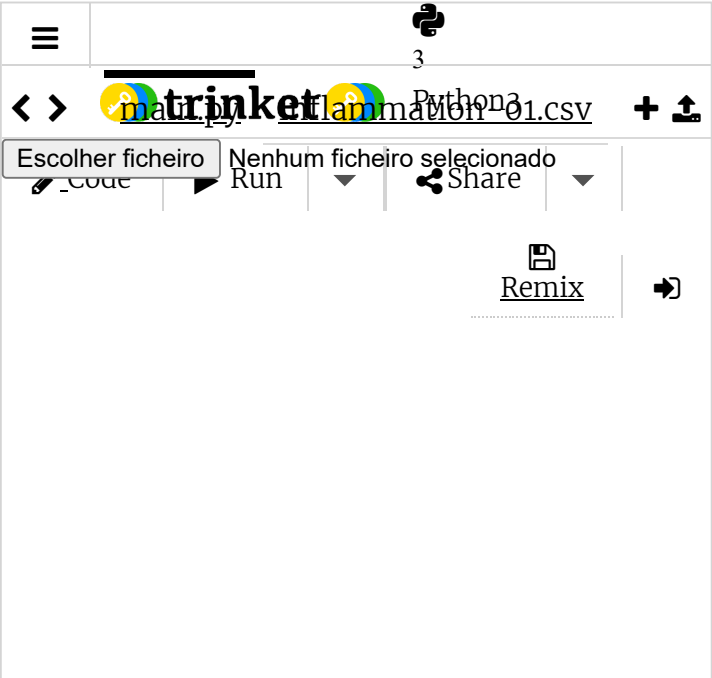 3
Python3
trinket
main.py inflammation-01.csv
Escolher ficheiro Nenhum ficheiro selecionado
Code Run Share
Remix